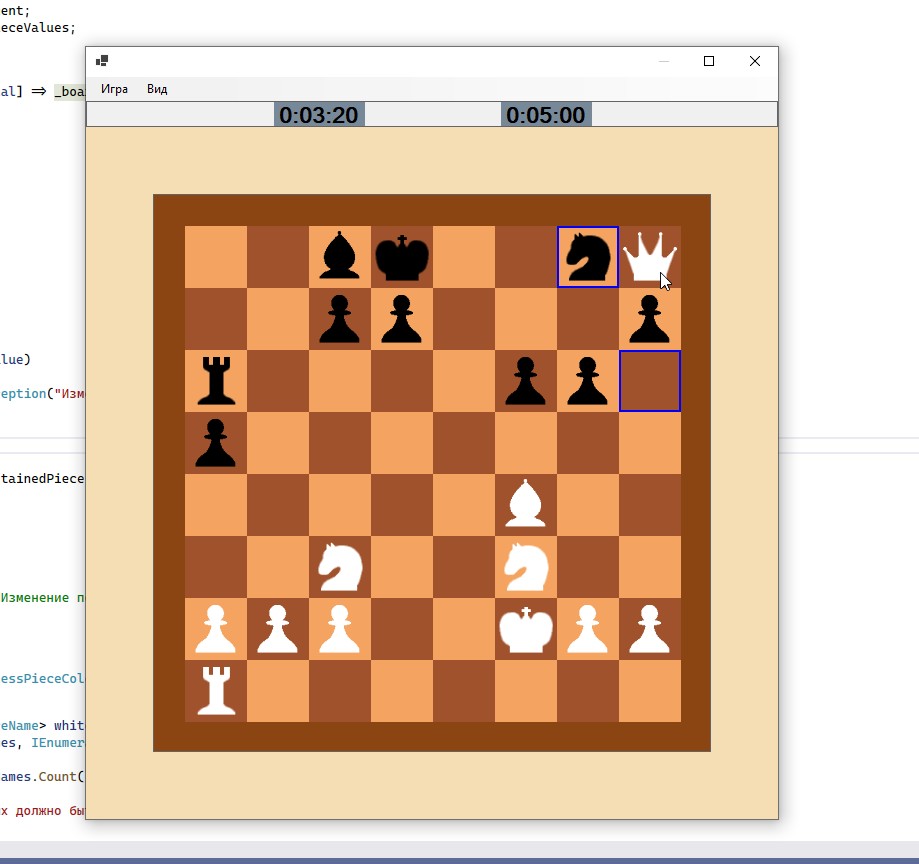 ent;
eceValues;
al] => _boa
Игра Вид
0:03:20 0:05:00
lue)
eption("Изм
tainedPiece
Изменение п
essPieceCol
eName> whit
es, IEnumer
ames.Count(
х должно бы